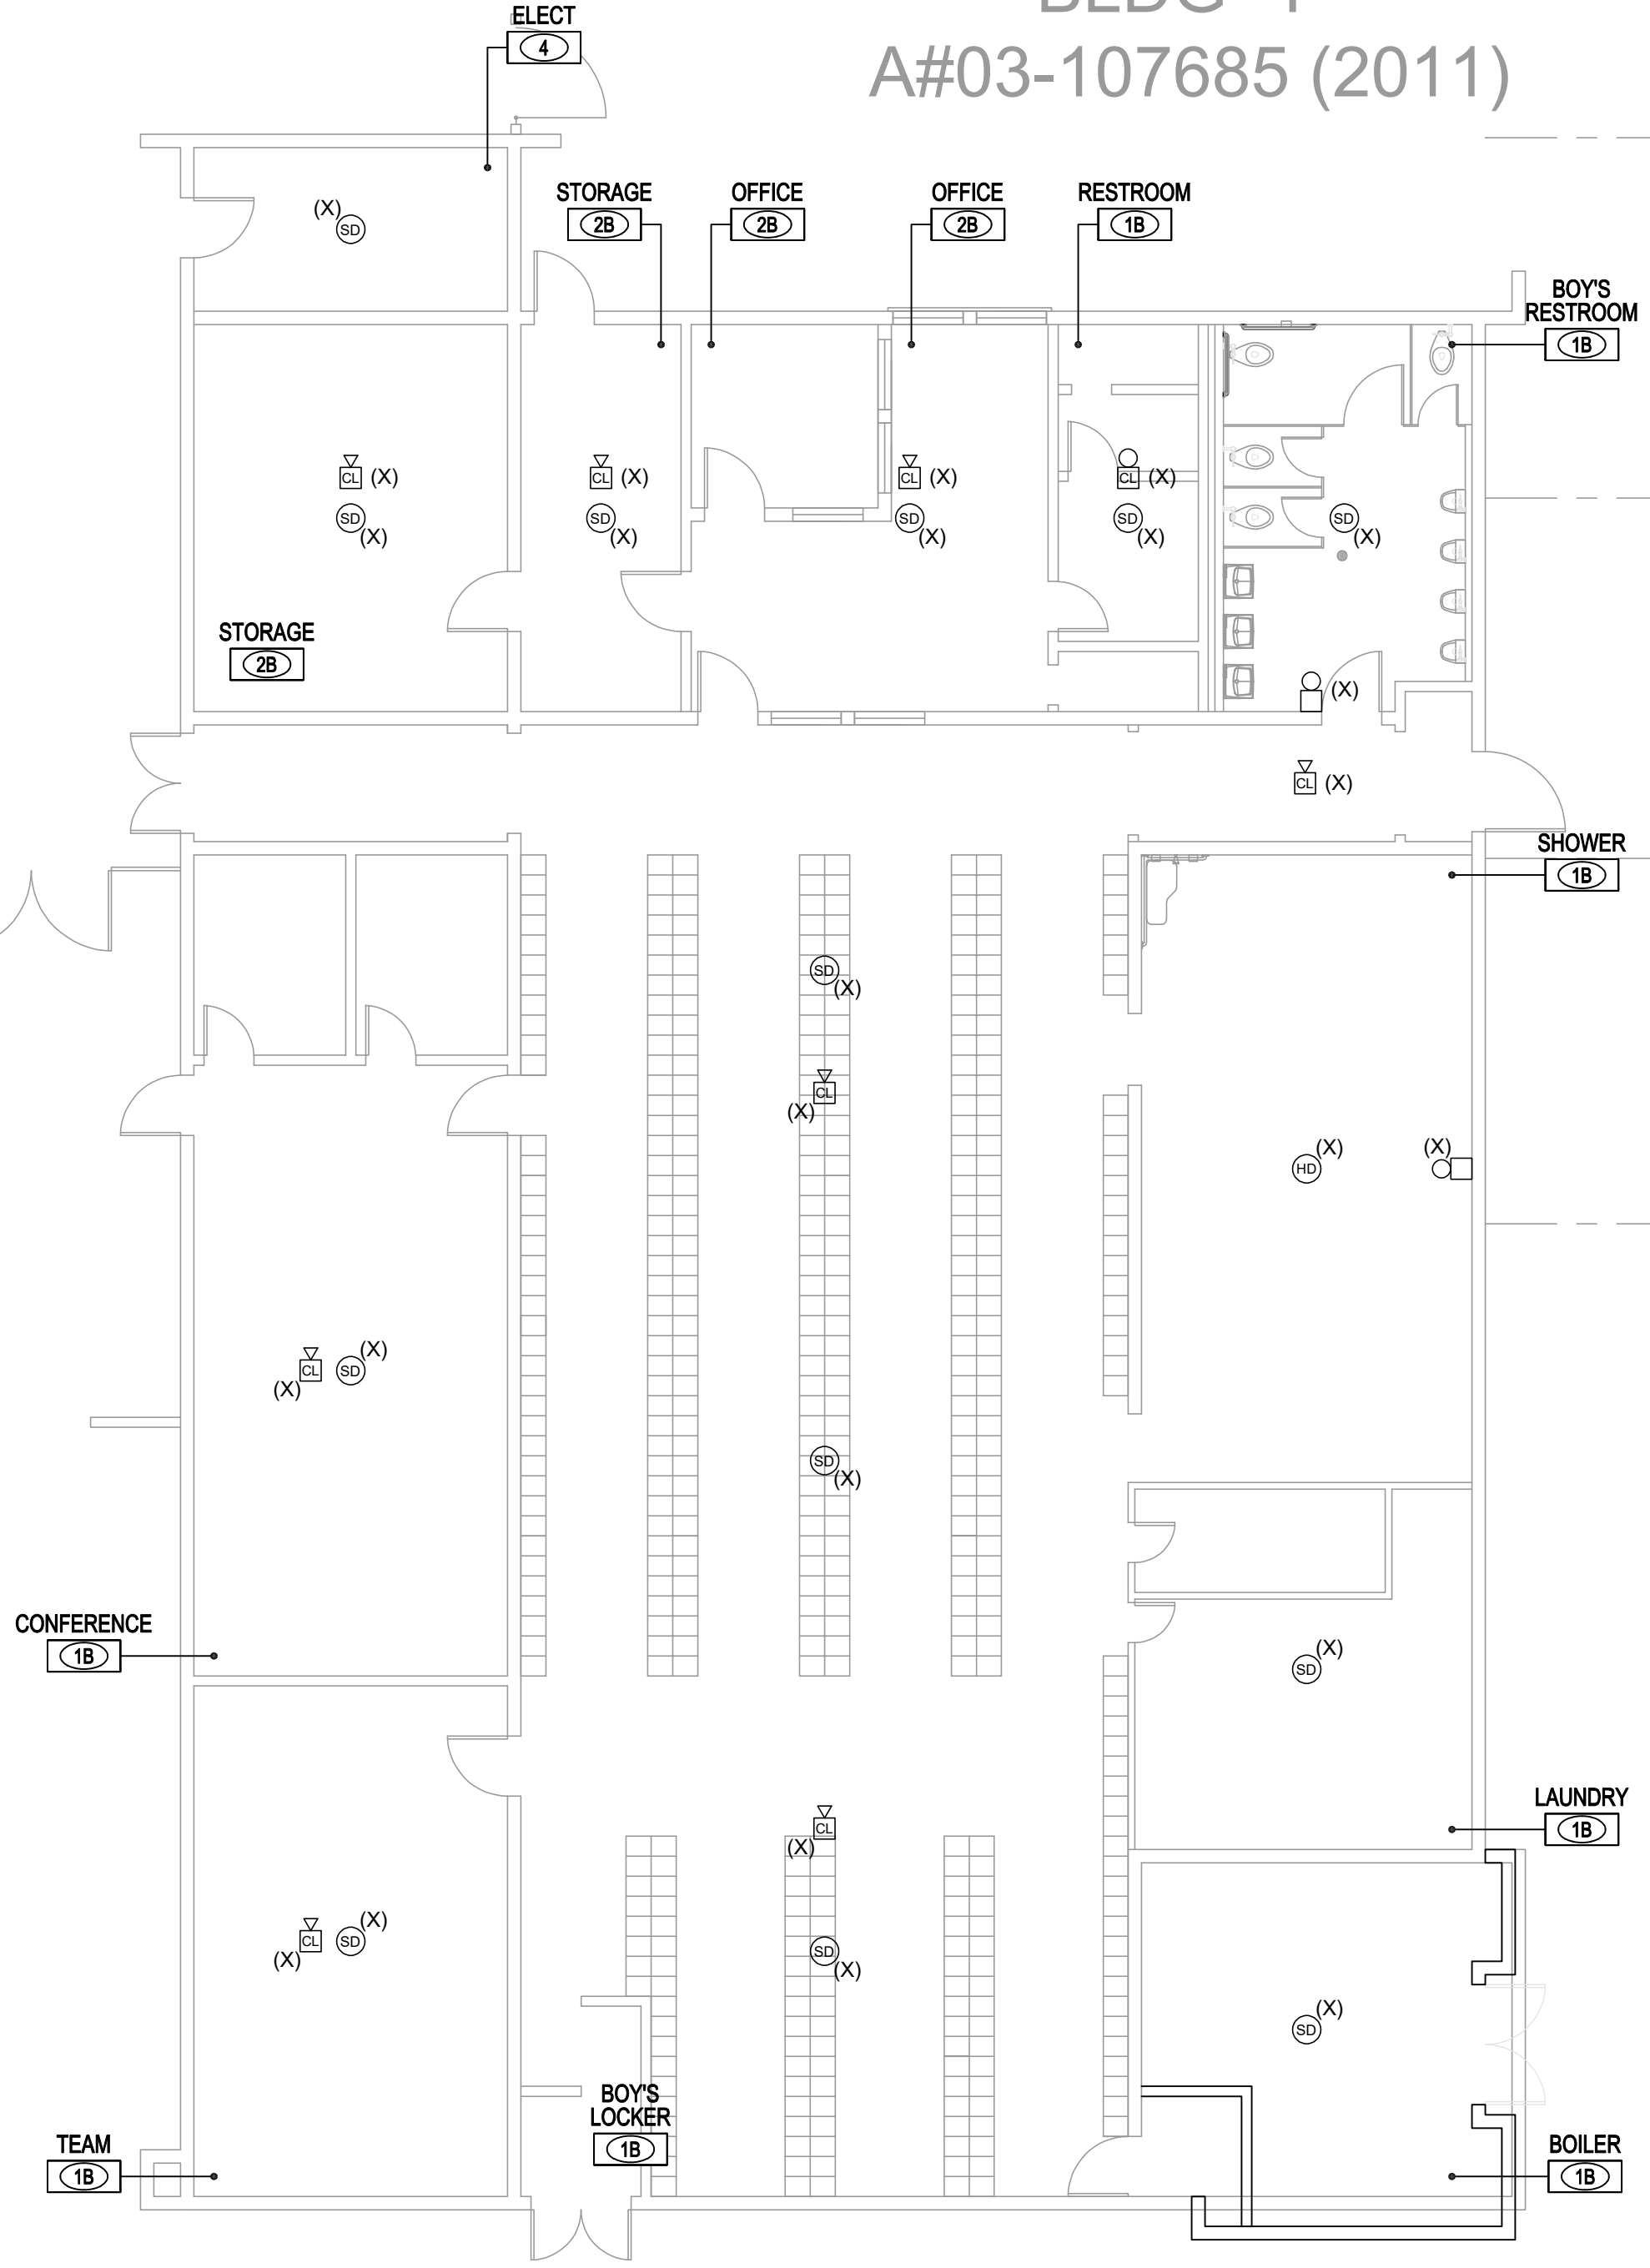 A#03-107685 (2011)
ELECT
4
STORAGE
2B
OFFICE
2B
OFFICE
2B
RESTROOM
1B
(X)
SD
BOY'S
RESTROOM
1B
CL (X)
SD
(X)
CL (X)
SD
(X)
CL (X)
SD
(X)
CL (X)
SD
(X)
SD
(X)
STORAGE
2B
(X)
CL (X)
SHOWER
1B
SD
(X)
CL
(X)
(X)
HD
(X)
(X)
CL SD
(X)
SD
(X)
CONFERENCE
1B
(X)
SD
LAUNDRY
1B
CL
(X)
(X)
CL SD
(X)
SD
(X)
(X)
SD
BOY'S
LOCKER
1B
TEAM
1B
BOILER
1B